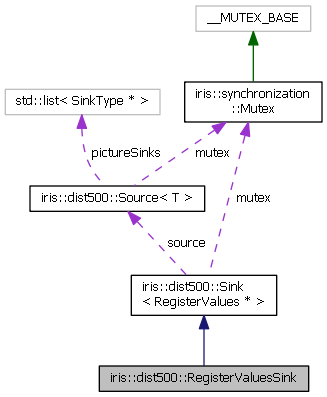 __MUTEX_BASE
std::list< SinkType * >
iris::synchronization
::Mutex
pictureSinks
mutex
iris::dist500::Source< T >
mutex
source
iris::dist500::Sink
< RegisterValues * >
iris::dist500::RegisterValuesSink